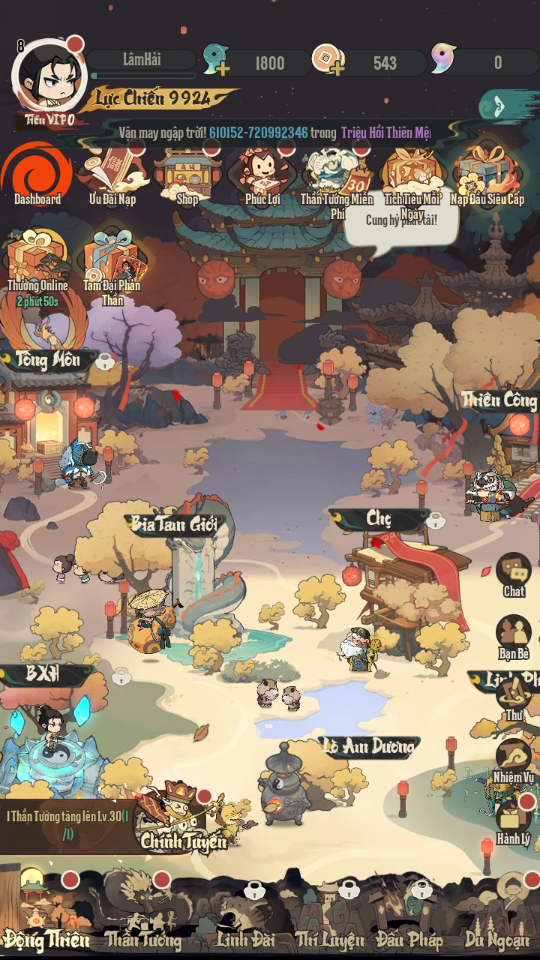 8
LâmHải
1800
543
0
Lực Chiến 9924
Tiên VIP 0
Vận may ngập trời! 610152-720992346 trong Triệu Hồi Thiên Mệ
Dashboard
Ưu Đãi Nạp
Shop
Phúc Lợi
30
Thần Tướng Miễn Phí
Tích Tiêu Mỗi Ngày
Nạp Đầu Siêu Cấp
Cung hỷ phát tài!
Thưởng Online
2 phút 50s
Tam Đại Phàn Thần
Tông Môn
Thiên Công
Bia Tam Giới
Chợ
Chat
Bạn Bè
BXH
Linh
Thư
Lò Âm Dương
Nhiệm Vụ
1 Thần Tướng tăng lên Lv.30(1
/1)
Chính Tuyến
Hành Lý
Động Thiên
Thần Tướng
Linh Đài
Thí Luyện
Đấu Pháp
Du Ngoạn